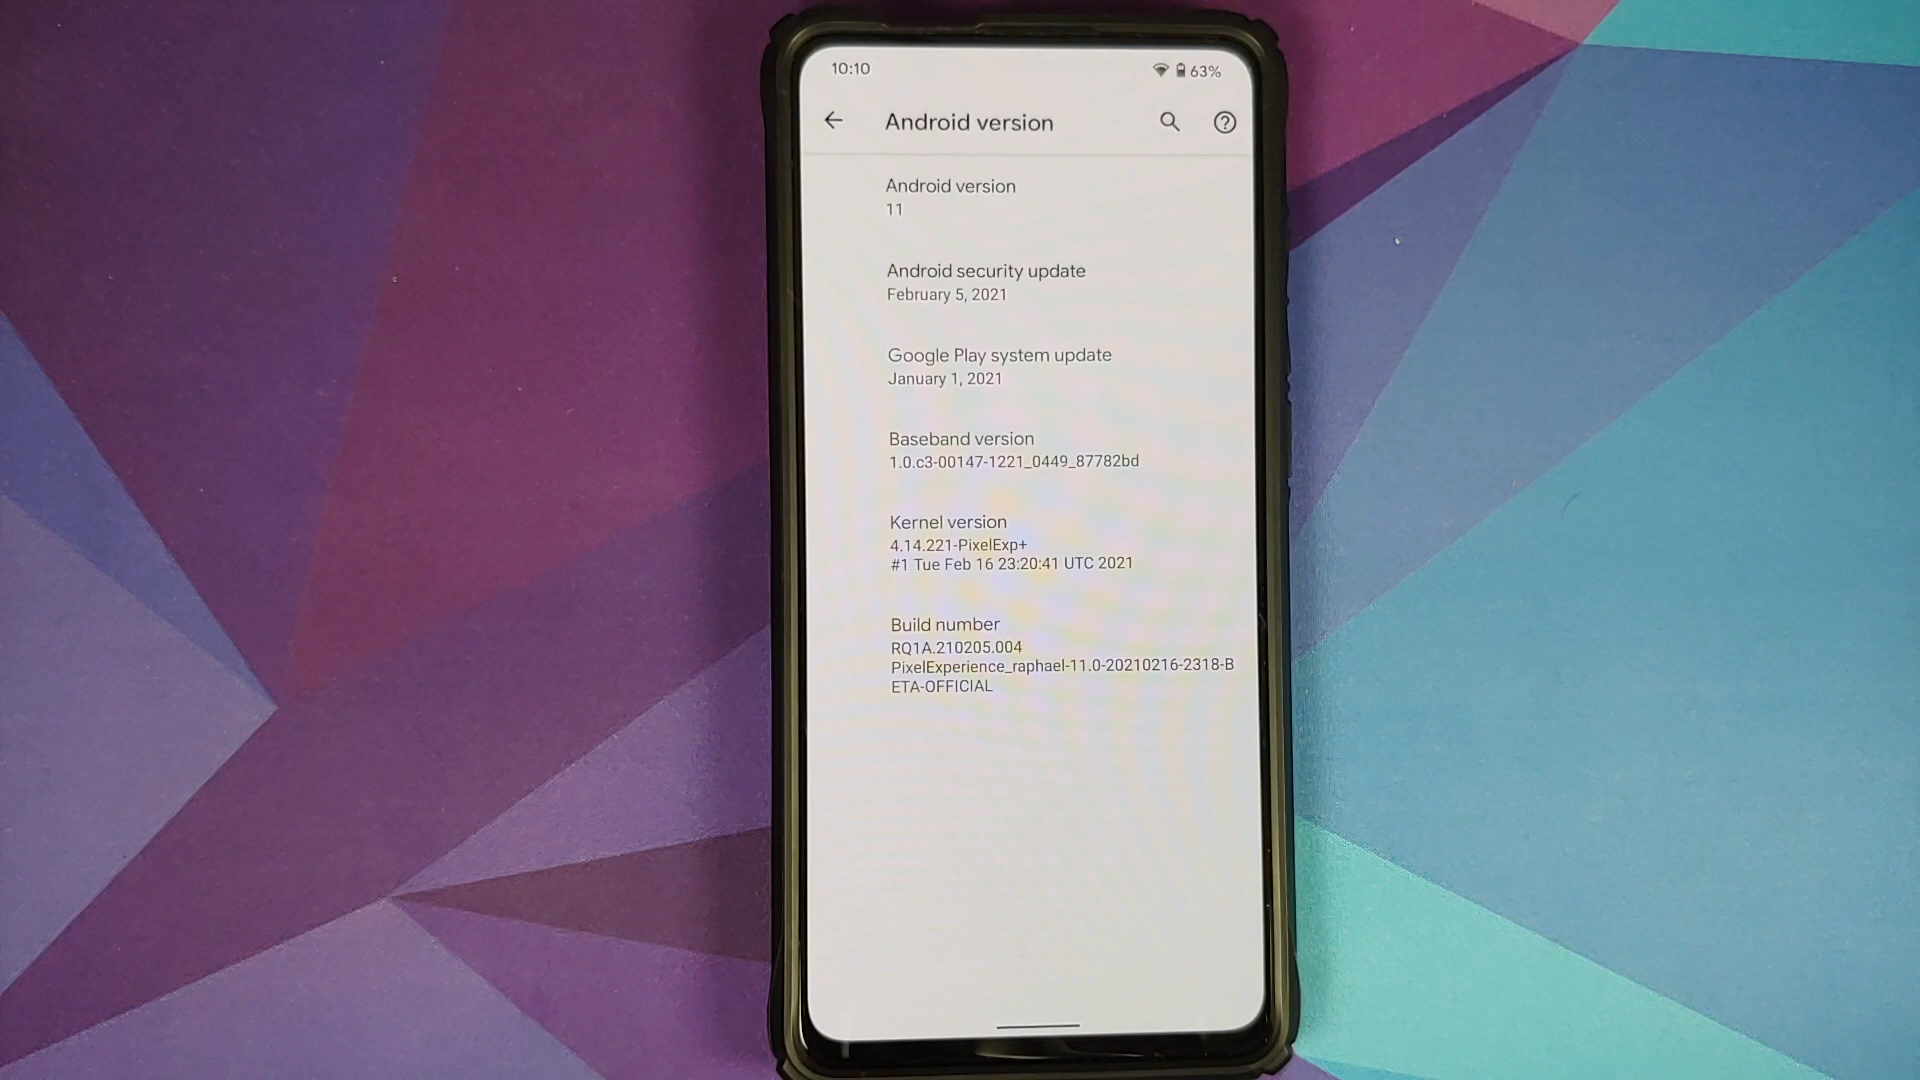 10:10
63%
Android version
Android version
11
Android security update
February 5, 2021
Google Play system update
January 1, 2021
Baseband version
1.0.c3-00147-1221_0449_87782bd
Kernel version
4.14.221-PixelExp+
#1 Tue Feb 16 23:20:41 UTC 2021
Build number
RQ1A.210205.004
PixelExperience_raphael-11.0-20210216-2318-B
ETA-OFFICIAL